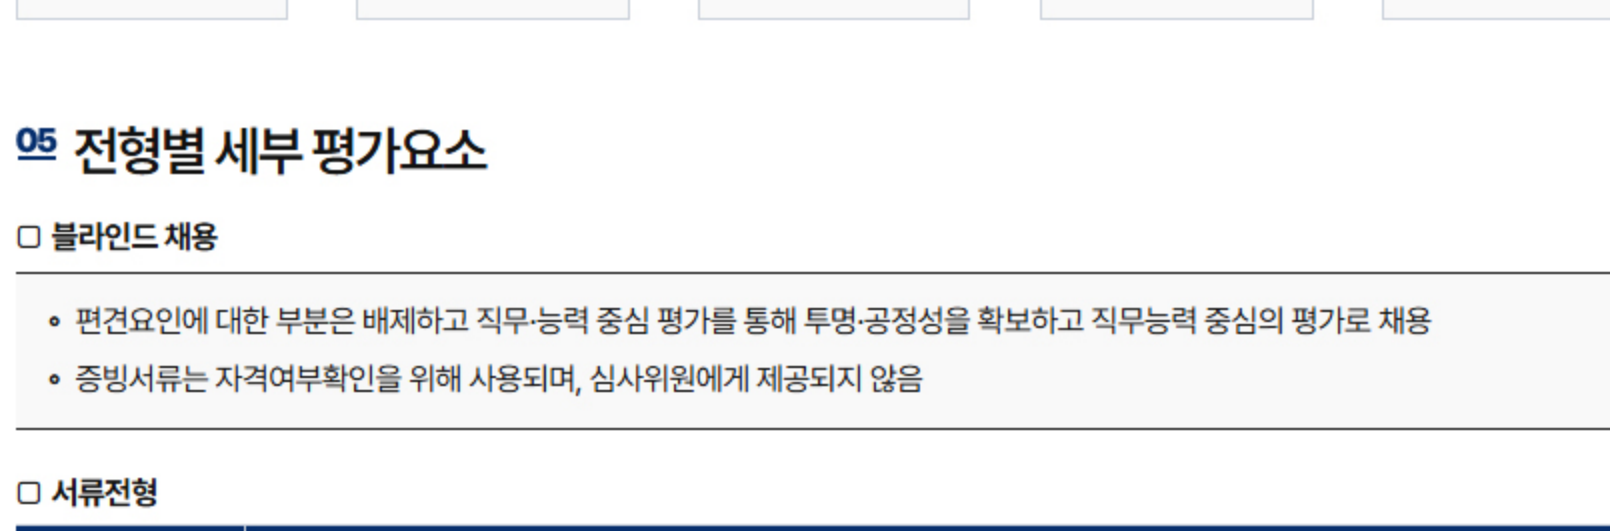 05 전형별 세부 평가요소
□ 블라인드 채용
∘ 편견요인에 대한 부분은 배제하고 직무·능력 중심 평가를 통해 투명·공정성을 확보하고 직무능력 중심의 평가로 채용
∘ 증빙서류는 자격여부확인을 위해 사용되며, 심사위원에게 제공되지 않음
□ 서류전형